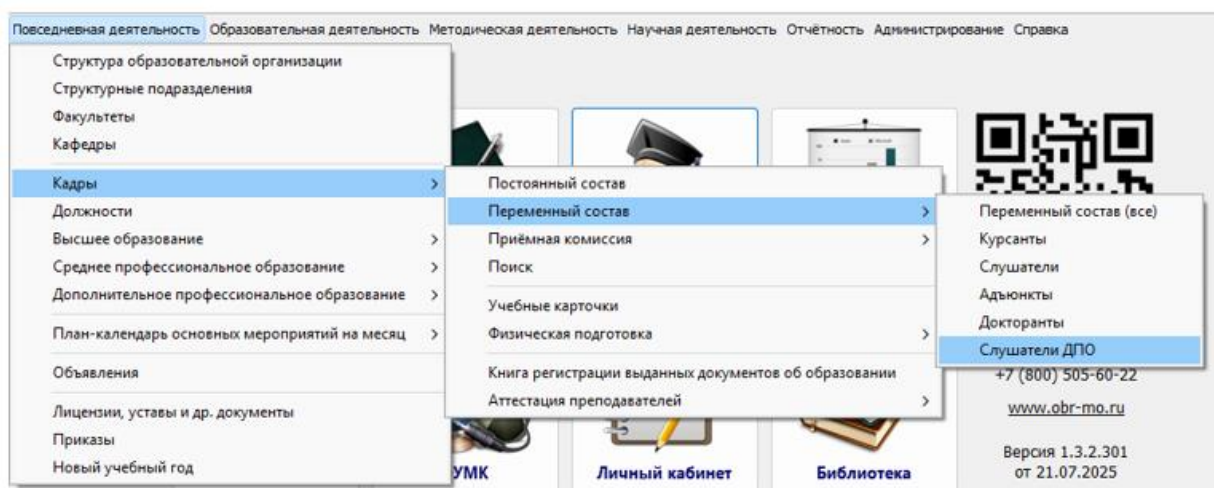 Повседневная деятельность Образовательная деятельность Методическая деятельность Научная деятельность Отчётность Администрирование Справка
Структура образовательной организации
Структурные подразделения
Факультеты
Кафедры
Кадры
Должности
Высшее образование
Среднее профессиональное образование
Дополнительное профессиональное образование
План-календарь основных мероприятий на месяц
Объявления
Лицензии, уставы и др. документы
Приказы
Новый учебный год
Постоянный состав
Переменный состав
Приёмная комиссия
Поиск
Учебные карточки
Физическая подготовка
Книга регистрации выданных документов об образовании
Аттестация преподавателей
Переменный состав (все)
Курсанты
Слушатели
Адъюнкты
Докторанты
Слушатели ДПО
+7 (800) 505-60-22
www.obr-mo.ru
Версия 1.3.2.301
от 21.07.2025
УМК Личный кабинет Библиотека